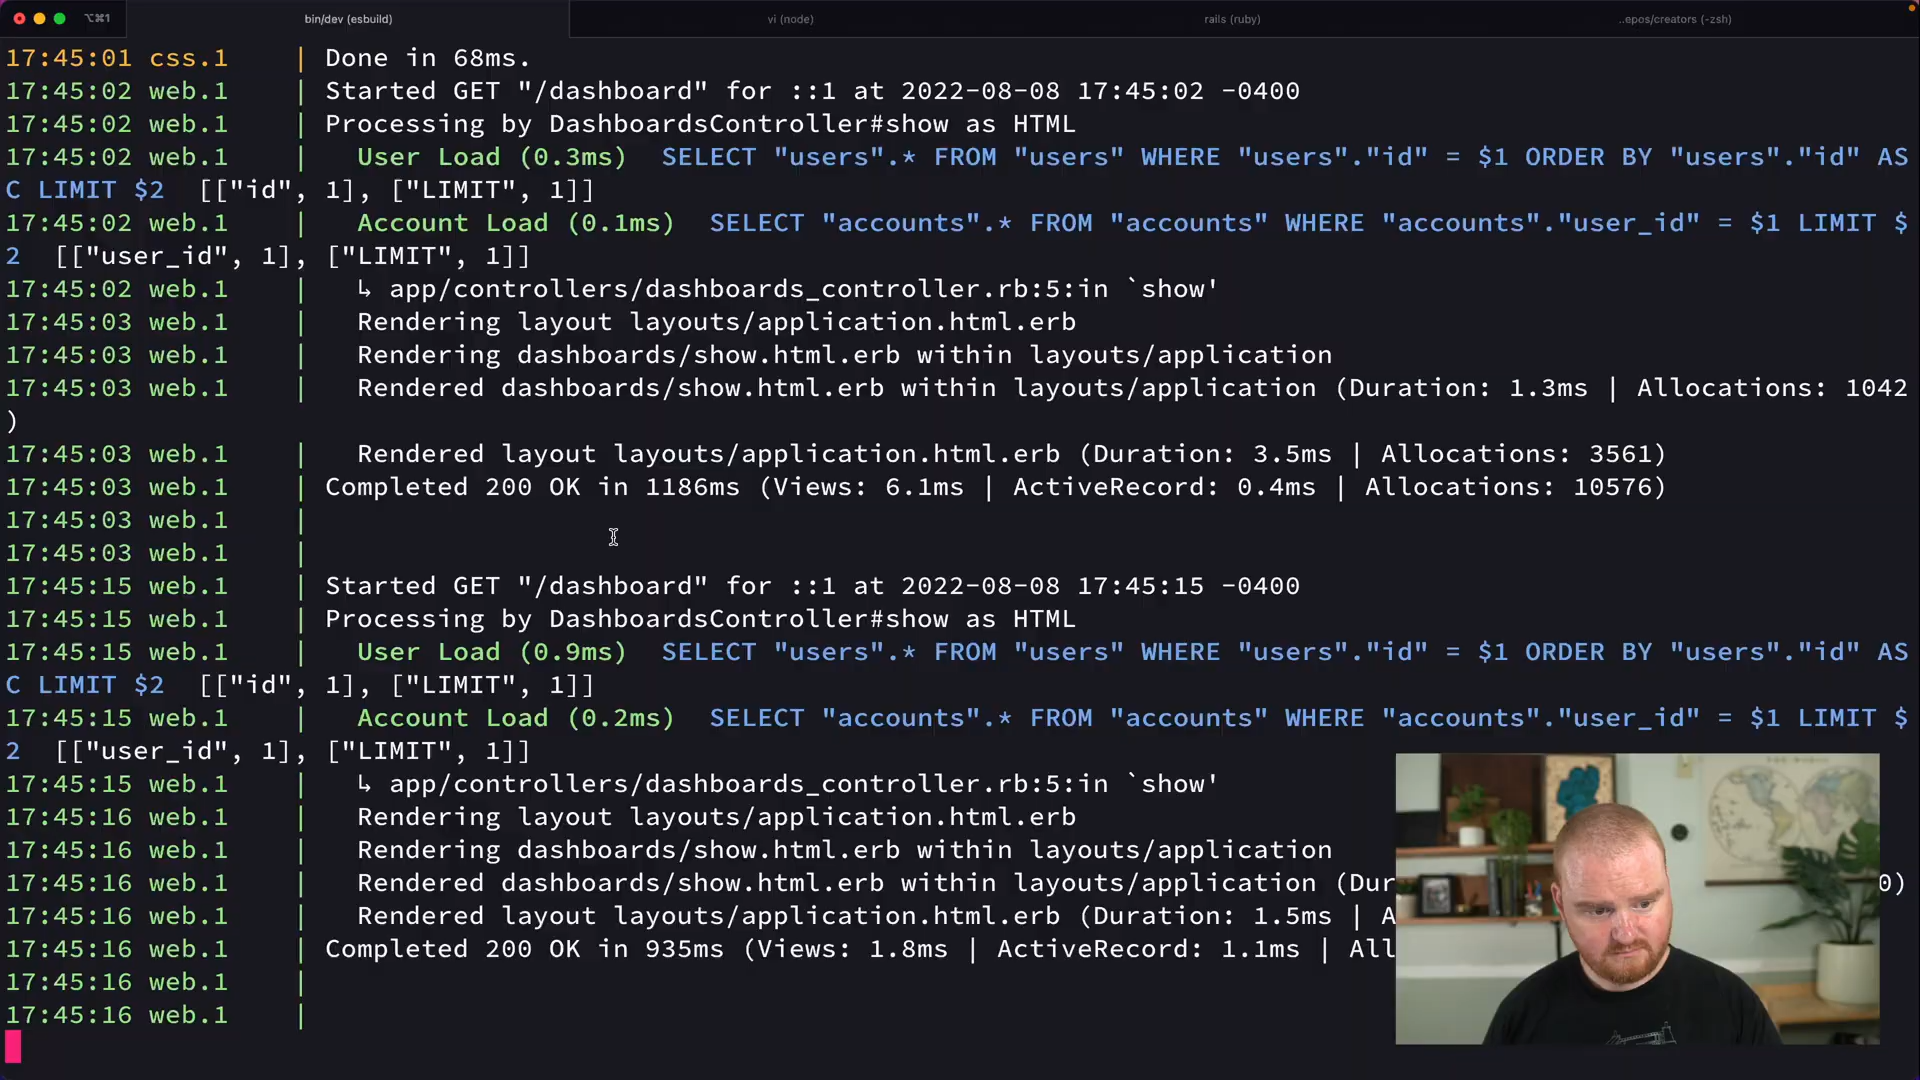 ⌥⌘1
bin/dev (esbuild)
vi (node)
rails (ruby)
..epos/creators (-zsh)
17:45:01 css.1 | Done in 68ms.
17:45:02 web.1 | Started GET "/dashboard" for ::1 at 2022-08-08 17:45:02 -0400
17:45:02 web.1 | Processing by DashboardsController#show as HTML
17:45:02 web.1 | User Load (0.3ms) SELECT "users".* FROM "users" WHERE "users"."id" = $1 ORDER BY "users"."id" AS
C LIMIT $2 [["id", 1], ["LIMIT", 1]]
17:45:02 web.1 | Account Load (0.1ms) SELECT "accounts".* FROM "accounts" WHERE "accounts"."user_id" = $1 LIMIT $
2 [["user_id", 1], ["LIMIT", 1]]
17:45:02 web.1 | ↳ app/controllers/dashboards_controller.rb:5:in `show'
17:45:03 web.1 | Rendering layout layouts/application.html.erb
17:45:03 web.1 | Rendering dashboards/show.html.erb within layouts/application
17:45:03 web.1 | Rendered dashboards/show.html.erb within layouts/application (Duration: 1.3ms | Allocations: 1042
)
17:45:03 web.1 | Rendered layout layouts/application.html.erb (Duration: 3.5ms | Allocations: 3561)
17:45:03 web.1 | Completed 200 OK in 1186ms (Views: 6.1ms | ActiveRecord: 0.4ms | Allocations: 10576)
17:45:03 web.1 |
17:45:03 web.1 |
17:45:15 web.1 | Started GET "/dashboard" for ::1 at 2022-08-08 17:45:15 -0400
17:45:15 web.1 | Processing by DashboardsController#show as HTML
17:45:15 web.1 | User Load (0.9ms) SELECT "users".* FROM "users" WHERE "users"."id" = $1 ORDER BY "users"."id" AS
C LIMIT $2 [["id", 1], ["LIMIT", 1]]
17:45:15 web.1 | Account Load (0.2ms) SELECT "accounts".* FROM "accounts" WHERE "accounts"."user_id" = $1 LIMIT $
2 [["user_id", 1], ["LIMIT", 1]]
17:45:15 web.1 | ↳ app/controllers/dashboards_controller.rb:5:in `show'
17:45:16 web.1 | Rendering layout layouts/application.html.erb
17:45:16 web.1 | Rendering dashboards/show.html.erb within layouts/application
17:45:16 web.1 | Rendered dashboards/show.html.erb within layouts/application (Dur 0)
17:45:16 web.1 | Rendered layout layouts/application.html.erb (Duration: 1.5ms | A
17:45:16 web.1 | Completed 200 OK in 935ms (Views: 1.8ms | ActiveRecord: 1.1ms | All
17:45:16 web.1 |
17:45:16 web.1 |